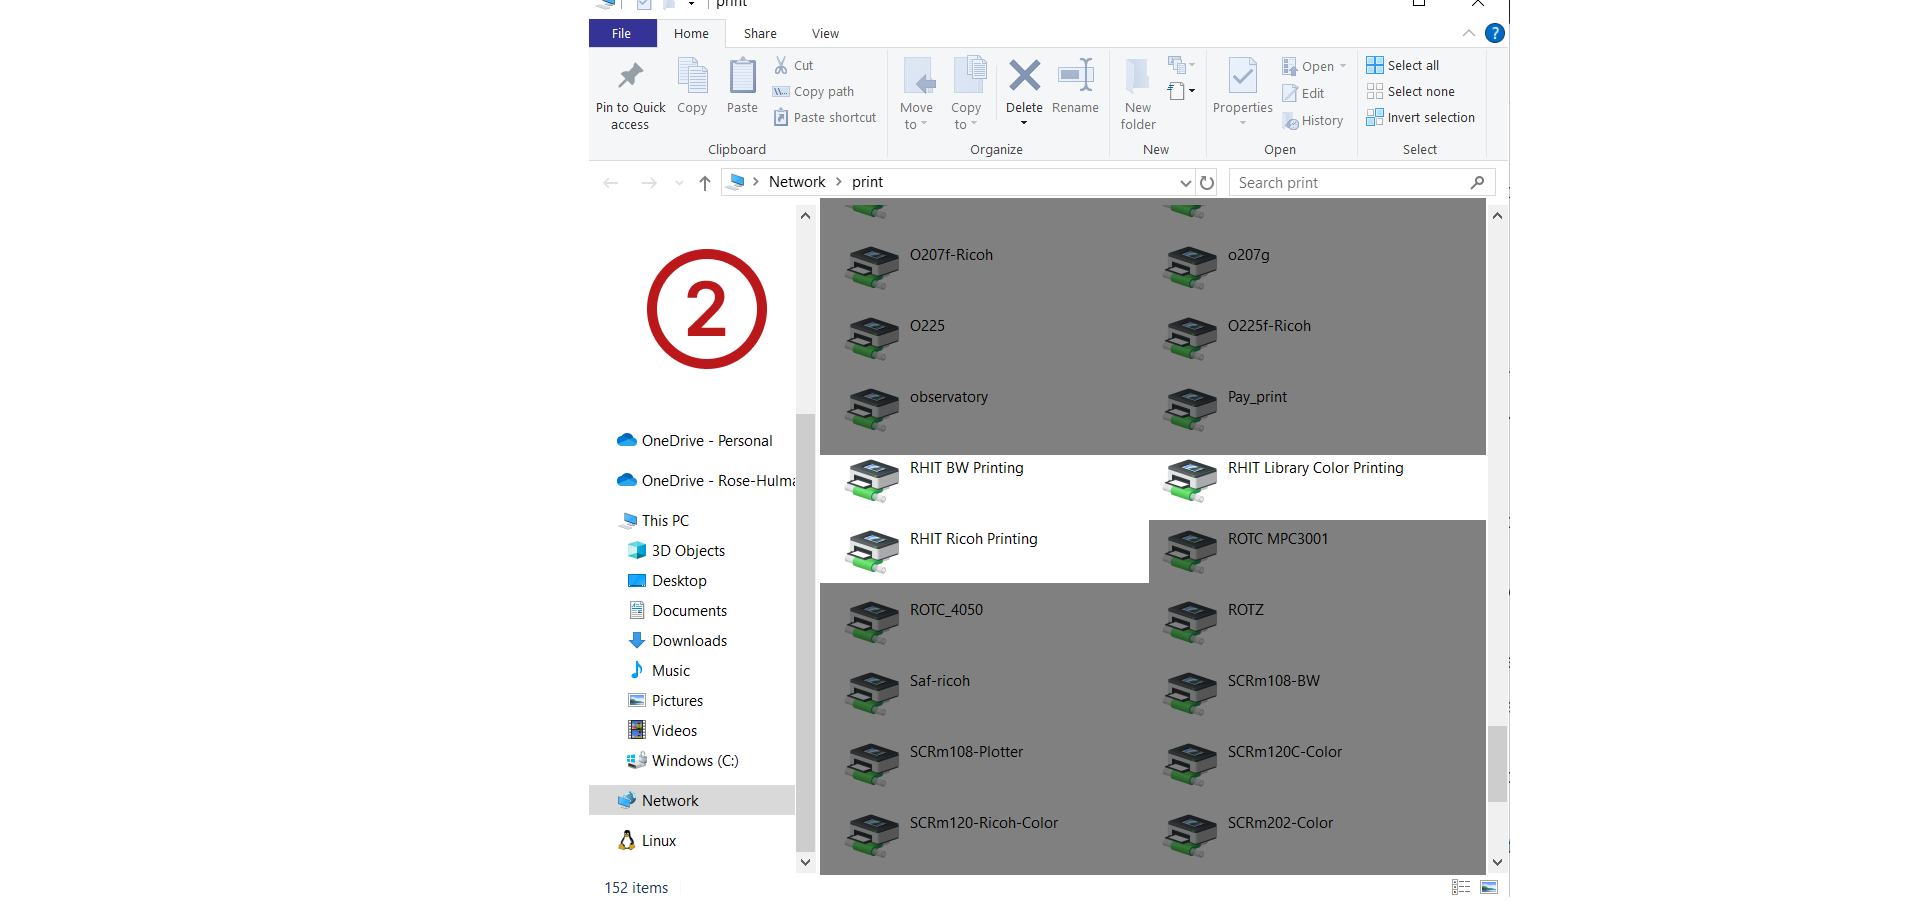 print
File
Home
Share
View
?
Pin to Quick
access
Copy
Paste
Cut
Copy path
Paste shortcut
Clipboard
Move
to
Copy
to
Delete
Rename
Organize
New
folder
New
Properties
Open
Edit
History
Open
Select all
Select none
Invert selection
Select
Network > print
Search print
2
OneDrive - Personal
OneDrive - Rose-Hulma
This PC
3D Objects
Desktop
Documents
Downloads
Music
Pictures
Videos
Windows (C:)
Network
Linux
O207f-Ricoh
o207g
O225
O225f-Ricoh
observatory
Pay_print
RHIT BW Printing
RHIT Library Color Printing
RHIT Ricoh Printing
ROTC MPC3001
ROTC_4050
ROTZ
Saf-ricoh
SCRm108-BW
SCRm108-Plotter
SCRm120C-Color
SCRm120-Ricoh-Color
SCRm202-Color
152 items